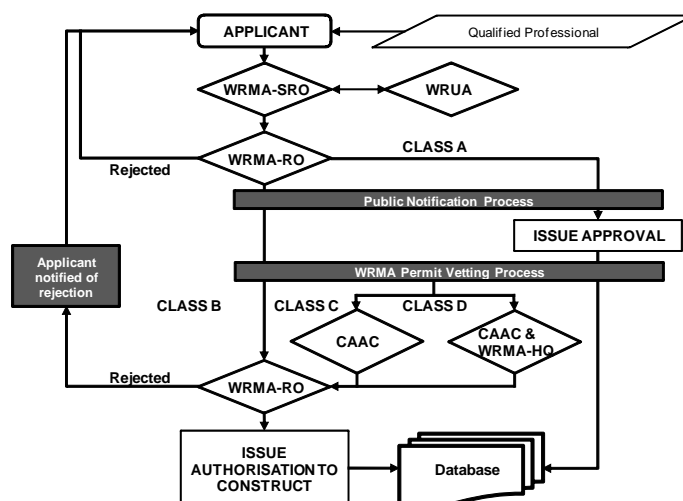 APPLICANT
Qualified Professional
WRMA-SRO
WRUA
WRMA-RO
CLASS A
Rejected
Public Notification Process
ISSUE APPROVAL
Applicant
notified of
rejection
WRMA Permit Vetting Process
CLASS B
CLASS C
CLASS D
CAAC
CAAC &
WRMA-HQ
Rejected
WRMA-RO
ISSUE
AUTHORISATION TO
CONSTRUCT
Database